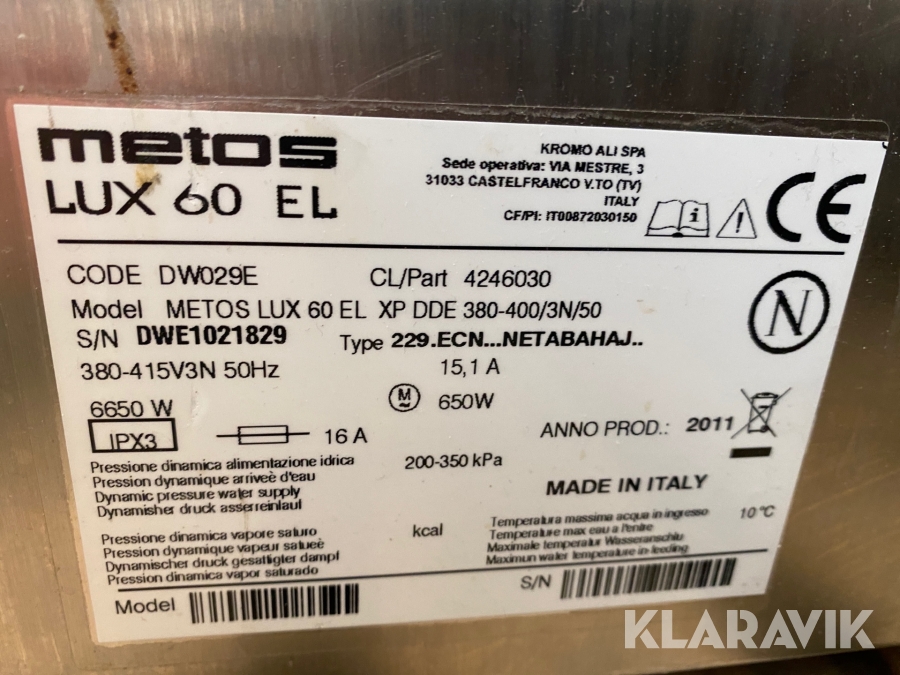 metos
LUX 60 EL
KROMO ALI SPA
Sede operativa: VIA MESTRE, 3
31033 CASTELFRANCO V.TO (TV)
ITALY
CF/PI: IT00872030150
i
CE
CODE DW029E CL/Part 4246030
Model METOS LUX 60 EL XP DDE 380-400/3N/50
N
S/N DWE1021829 Type 229.ECN...NETABAHAJ..
380-415V3N 50Hz 15,1 A
6650 W M 650W
IPX3 16 A ANNO PROD.: 2011
Pressione dinamica alimentazione idrica 200-350 kPa
Pression dynamique arriveè d'eau
Dynamic pressure water supply
Dynamisher druck asserreinlauf
MADE IN ITALY
Pressione dinamica vapore saturo kcal
Pression dynamique vapeur satueè
Dynamischer druck gesattigter dampf
Pression dinamica vapor saturado
Temperatura massima acqua in ingresso 10°C
Temperature max eau a l'entre
Maximale temperatur Wasseranschlu
Maximun water temperature in feeding
Model
S/N
KLARAVIK